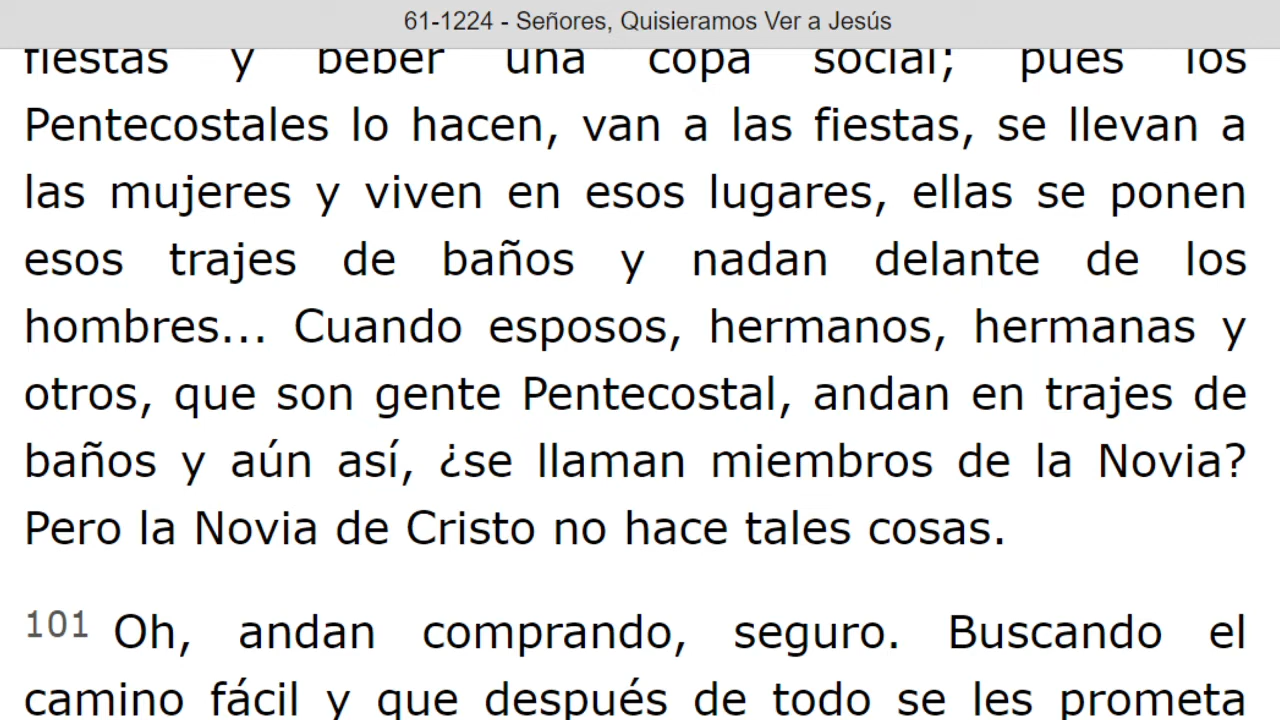 61-1224 - Señores, Quisieramos Ver a Jesús
fiestas y beber una copa social; pues los
Pentecostales lo hacen, van a las fiestas, se llevan a
las mujeres y viven en esos lugares, ellas se ponen
esos trajes de baños y nadan delante de los
hombres... Cuando esposos, hermanos, hermanas y
otros, que son gente Pentecostal, andan en trajes de
baños y aún así, ¿se llaman miembros de la Novia?
Pero la Novia de Cristo no hace tales cosas.
101 Oh, andan comprando, seguro. Buscando el
camino fácil y que después de todo se les prometa